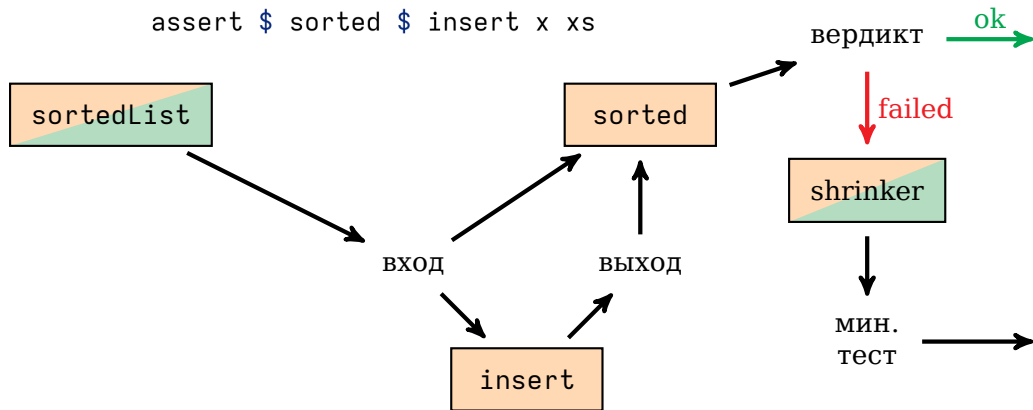 assert $ sorted $ insert x xs
вердикт
ok
sortedList
sorted
failed
shrinker
вход
выход
мин.
тест
insert